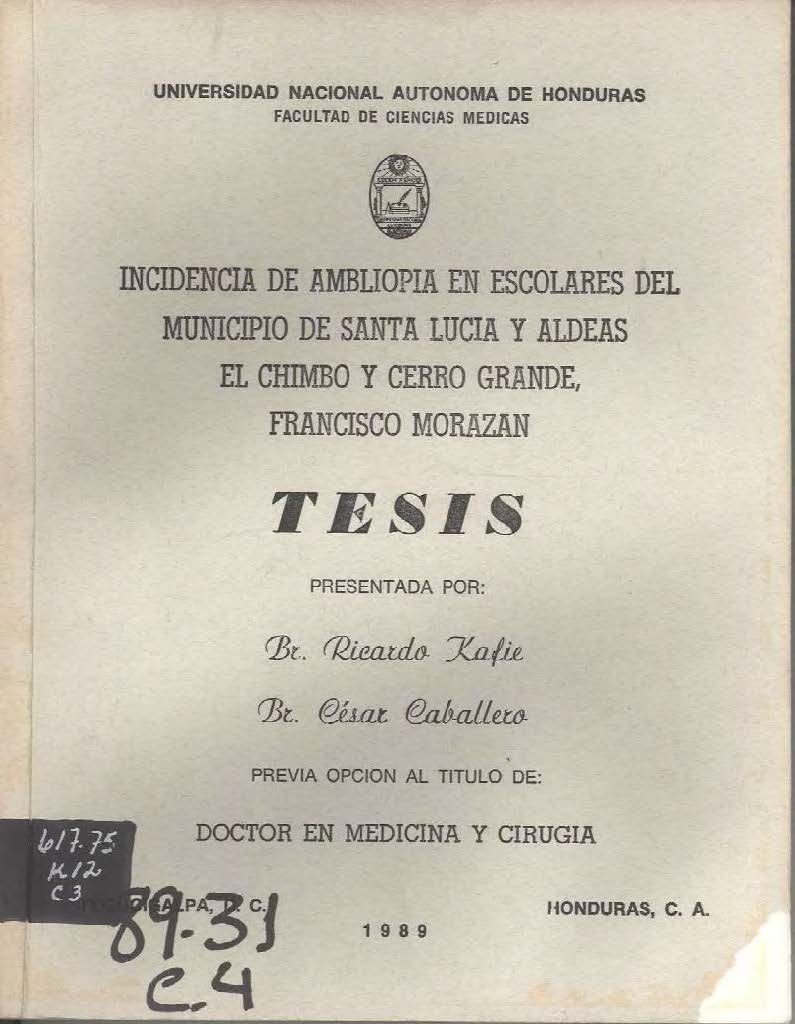 UNIVERSIDAD NACIONAL AUTONOMA DE HONDURAS
FACULTAD DE CIENCIAS MEDICAS
INCIDENCIA DE AMBLIOPIA EN ESCOLARES DEL
MUNICIPIO DE SANTA LUCIA Y ALDEAS
EL CHIMBO Y CERRO GRANDE,
FRANCISCO MORAZAN
TESIS
PRESENTADA POR:
Br. Ricardo Kafie
Br. César Caballero
PREVIA OPCION AL TITULO DE:
DOCTOR EN MEDICINA Y CIRUGIA
617.75
K12
C3
TEGUCIGALPA, D. C.
HONDURAS, C. A.
1989
89-31
C.4